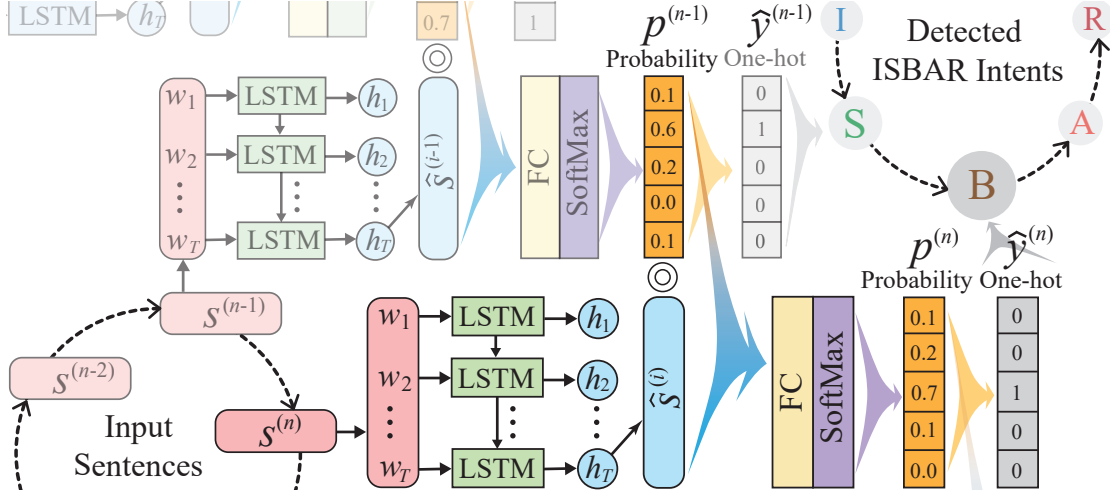 LSTM h_T 0.7 1
p^(n-1) ŷ^(n-1) I R
Probability One-hot Detected
ISBAR Intents
w_1 LSTM h_1
w_2 LSTM h_2
w_T LSTM h_T
ŝ^(i-1)
FC
SoftMax
0.1 0
0.6 1
0.2 0
0.0 0
0.1 0
S A
B
s^(n-1)
s^(n-2)
s^(n)
Input
Sentences
w_1 LSTM h_1
w_2 LSTM h_2
w_T LSTM h_T
ŝ^(i)
FC
SoftMax
p^(n) ŷ^(n)
Probability One-hot
0.1 0
0.2 0
0.7 1
0.1 0
0.0 0